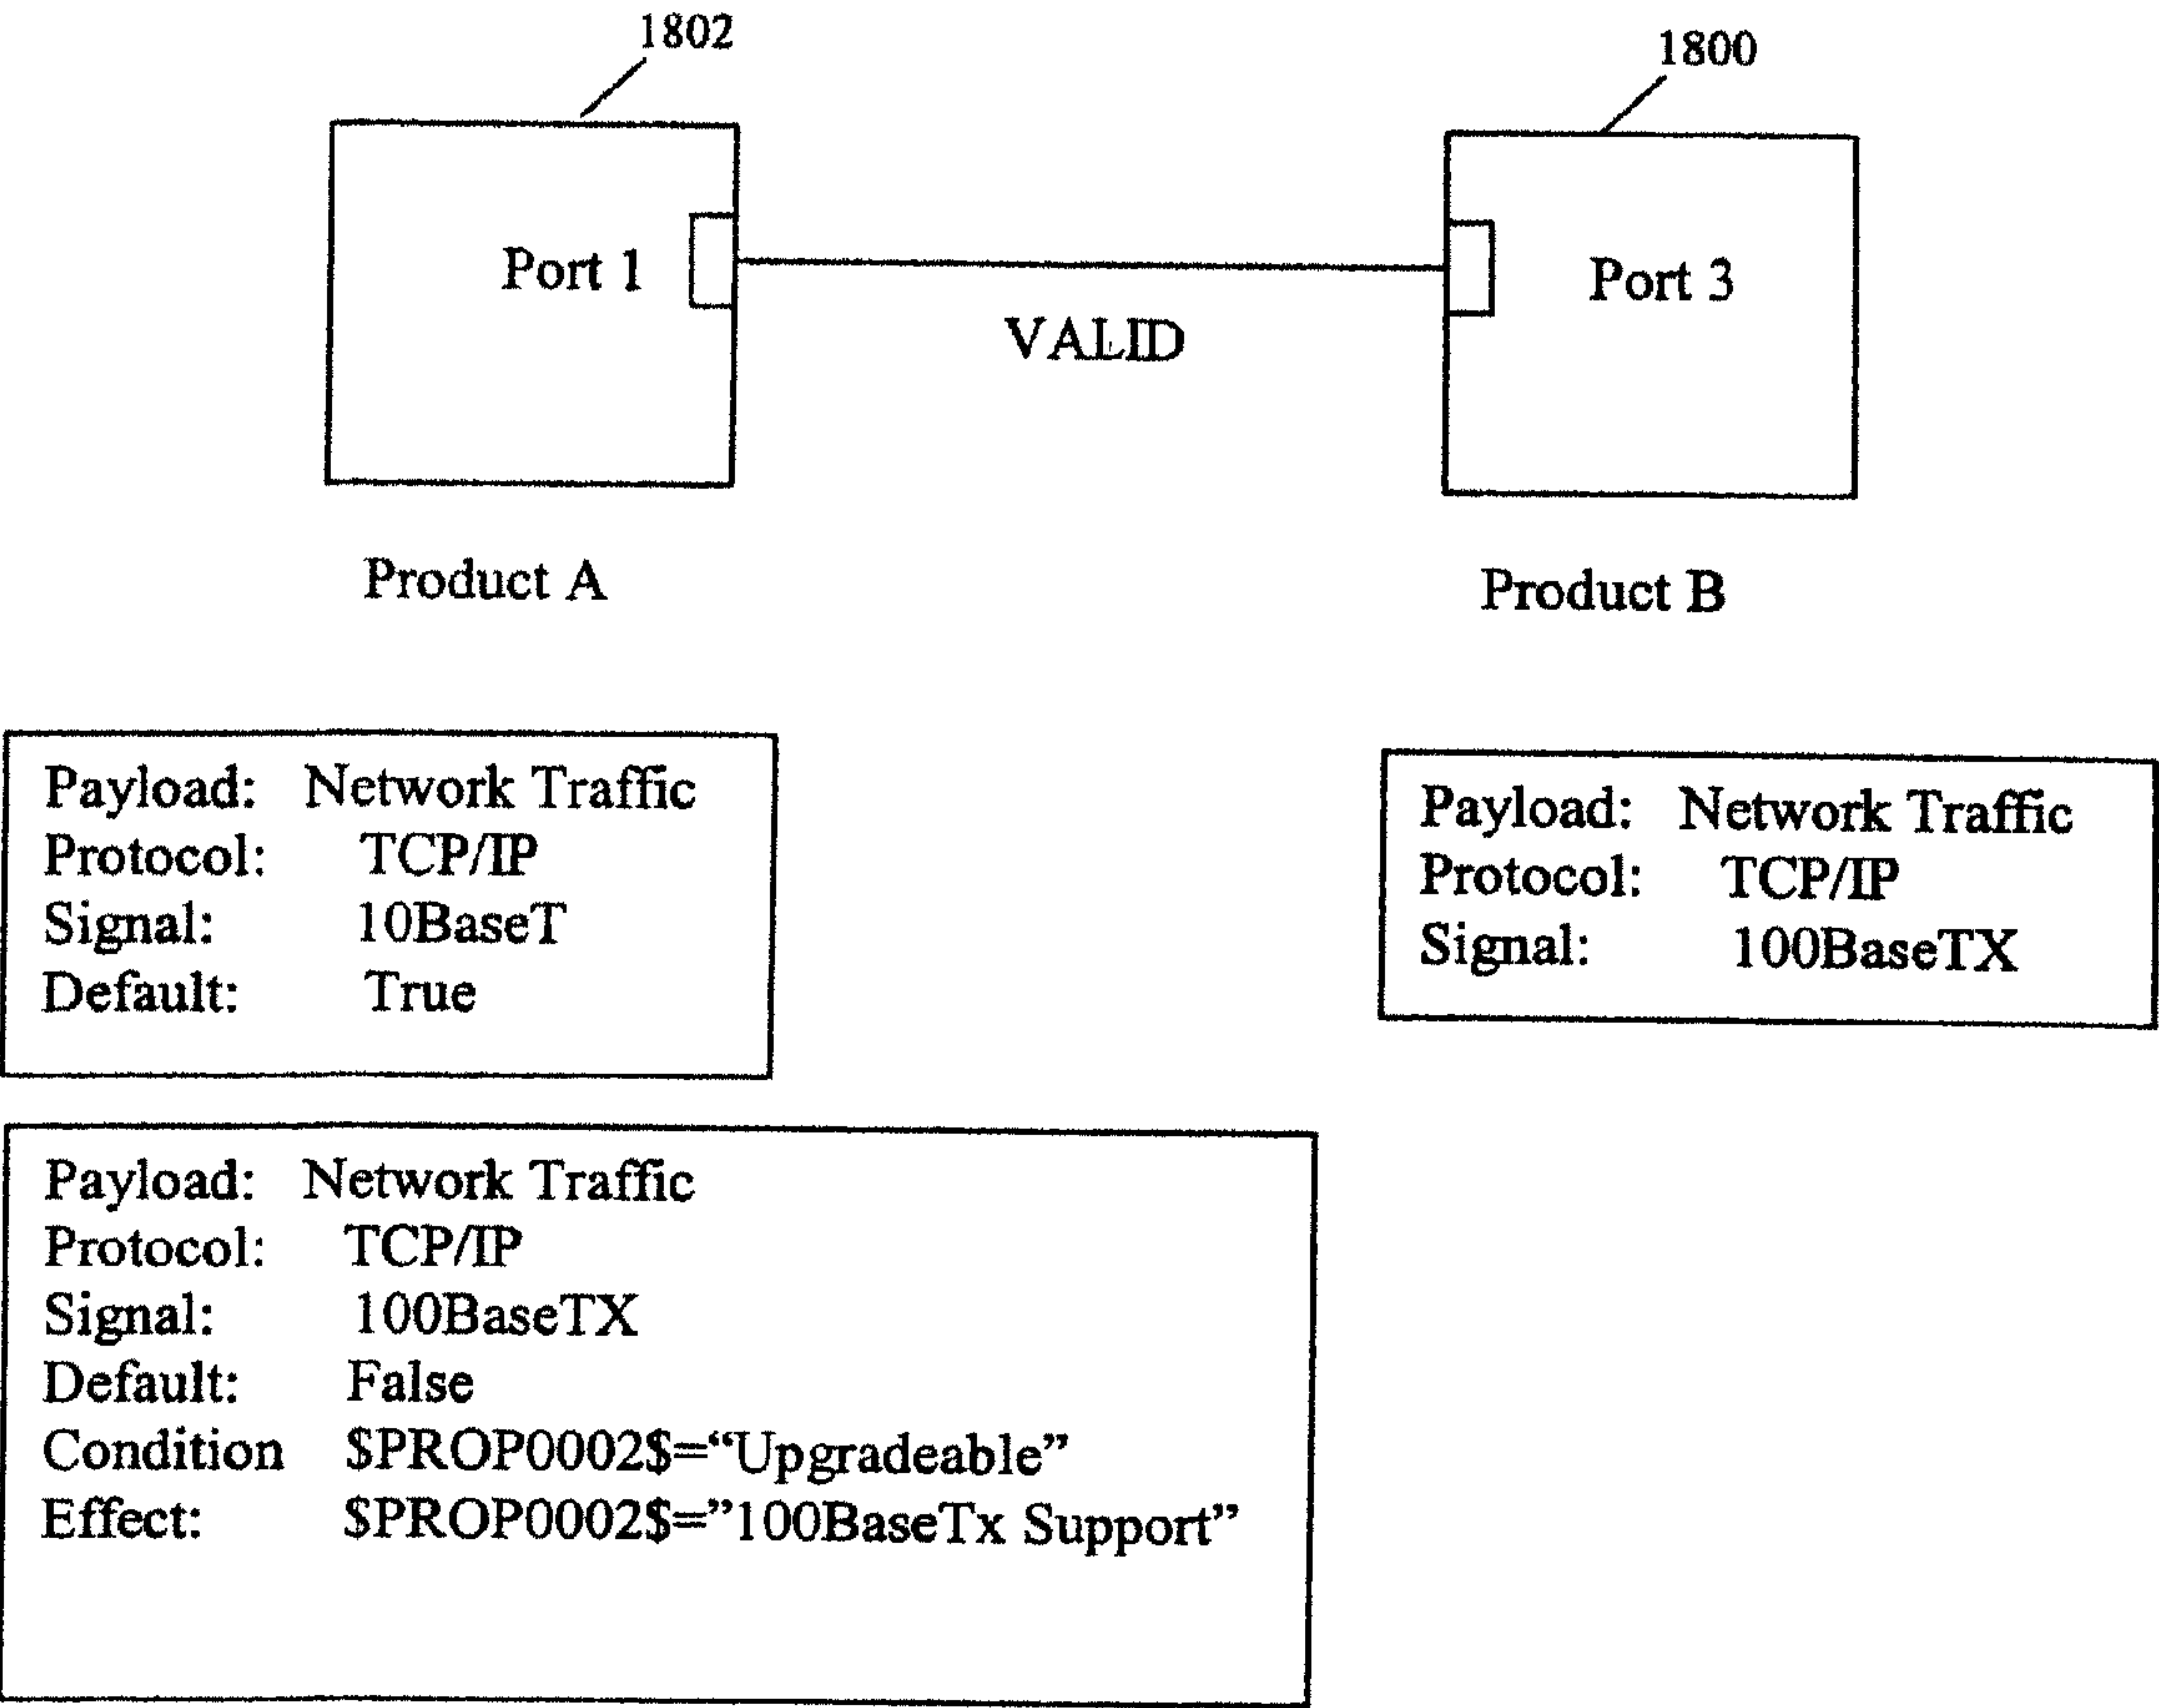 1802
1800
Port 1
Port 3
VALID
Product A
Product B
Payload: Network Traffic
Protocol: TCP/IP
Signal: 10BaseT
Default: True
Payload: Network Traffic
Protocol: TCP/IP
Signal: 100BaseTX
Payload: Network Traffic
Protocol: TCP/IP
Signal: 100BaseTX
Default: False
Condition $PROP0002$=“Upgradeable”
Effect: $PROP0002$=”100BaseTx Support”